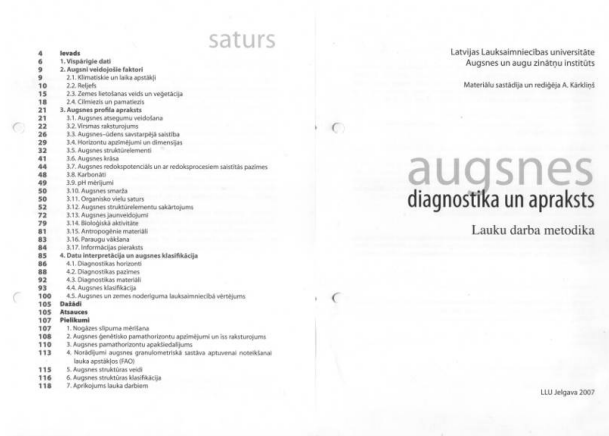 saturs
4 Ievads
6 1. Vispārīgie dati
9 2. Augsni veidojošie faktori
9 2.1. Klimatiskie un laika apstākļi
10 2.2. Reljefs
15 2.3. Zemes lietošanas veids un veģetācija
18 2.4. Cilmiezis un pamatiezis
21 3. Augsnes profila apraksts
21 3.1. Augsnes atsegumu veidošana
22 3.2. Virsmas raksturojums
26 3.3. Augsnes–ūdens savstarpējā saistība
29 3.4. Horizontu apzīmējumi un dimensijas
32 3.5. Augsnes struktūrelementi
41 3.6. Augsnes krāsa
44 3.7. Augsnes redokspotenciāls un ar redoksprocesiem saistītās pazīmes
48 3.8. Karbonāti
49 3.9. pH mērījumi
50 3.10. Augsnes smarža
50 3.11. Organisko vielu saturs
52 3.12. Augsnes struktūrelementu sakārtojums
72 3.13. Augsnes jaunveidojumi
79 3.14. Bioloģiskā aktivitāte
81 3.15. Antropogēnie materiāli
83 3.16. Paraugu vākšana
84 3.17. Informācijas pieraksts
85 4. Datu interpretācija un augsnes klasifikācija
86 4.1. Diagnostikas horizonti
88 4.2. Diagnostikas pazīmes
92 4.3. Diagnostikas materiāli
93 4.4. Augsnes klasifikācija
100 4.5. Augsnes un zemes noderīguma lauksaimniecībā vērtējums
105 Dažādi
105 Atsauces
107 Pielikumi
107 1. Nogāzes slīpuma mērīšana
108 2. Augsnes ģenētisko pamathorizontu apzīmējumi un īss raksturojums
110 3. Augsnes pamathorizontu apakšiedalījums
113 4. Norādījumi augsnes granulometriskā sastāva aptuvenai noteikšanai
lauka apstākļos (FAO)
115 5. Augsnes struktūras veidi
116 6. Augsnes struktūras klasifikācija
118 7. Aprīkojums lauka darbiem
Latvijas Lauksaimniecības universitāte
Augsnes un augu zinātņu institūts
Materiālu sastādīja un rediģēja A. Kārkliņš
augsnes
diagnostika un apraksts
Lauku darba metodika
LLU Jelgava 2007